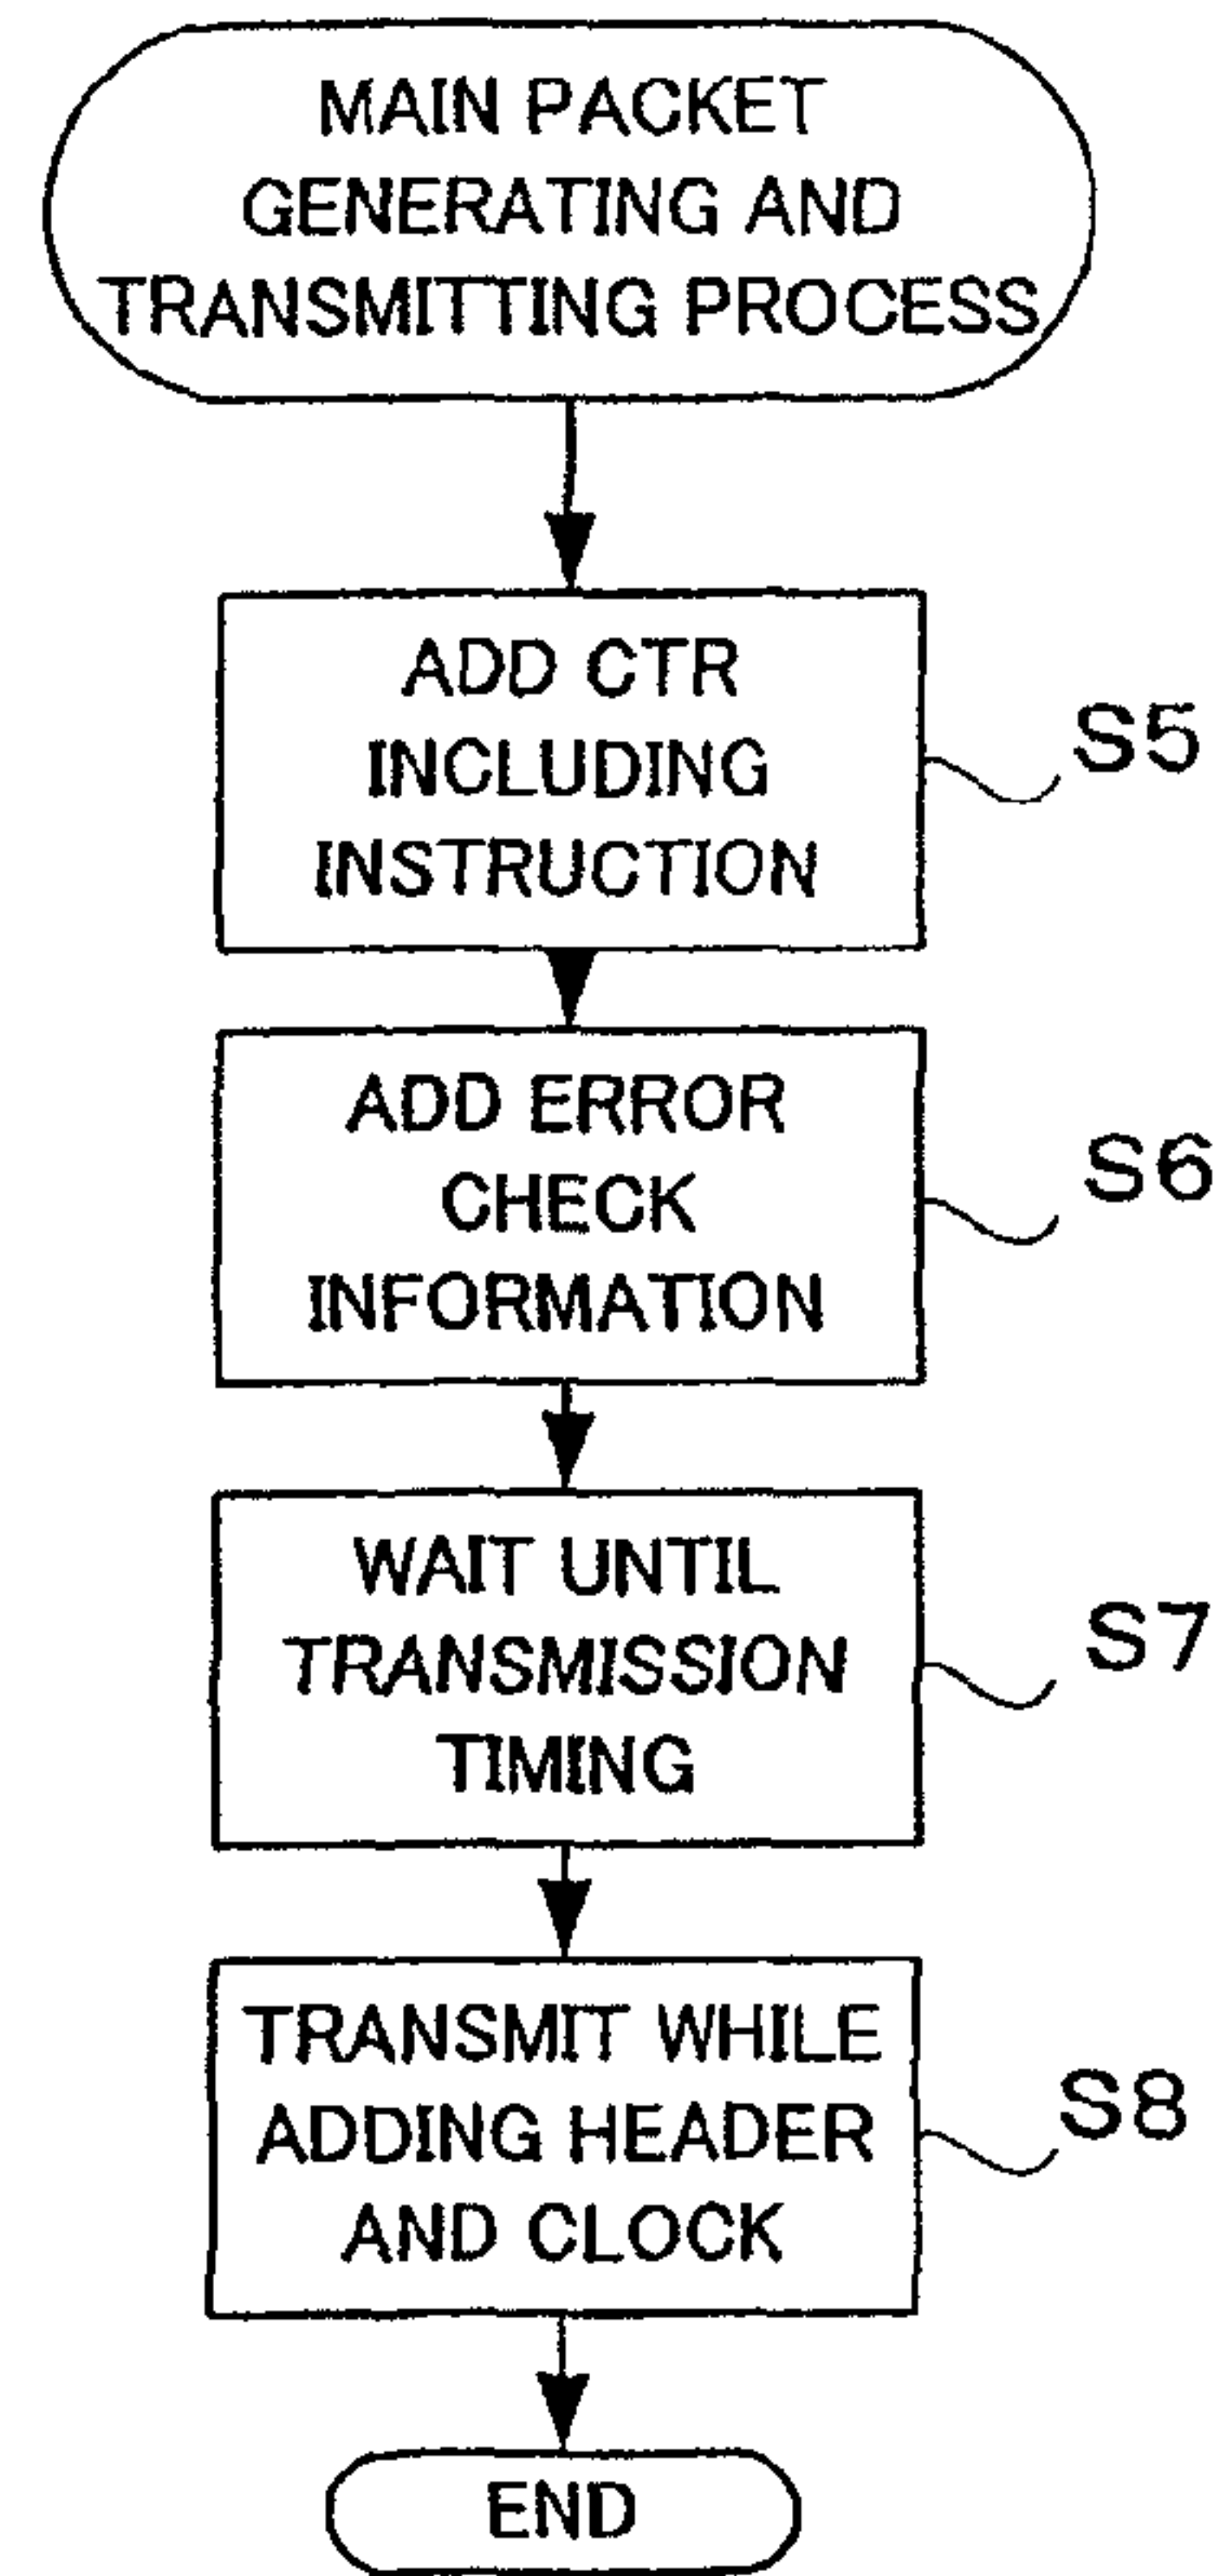 MAIN PACKET
GENERATING AND
TRANSMITTING PROCESS
ADD CTR
INCLUDING
INSTRUCTION
S5
ADD ERROR
CHECK
INFORMATION
S6
WAIT UNTIL
TRANSMISSION
TIMING
S7
TRANSMIT WHILE
ADDING HEADER
AND CLOCK
S8
END